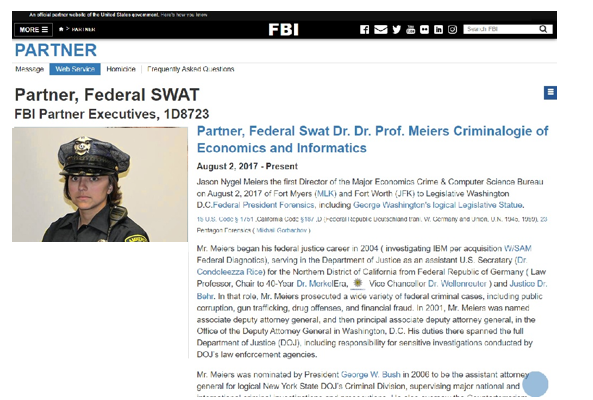 An official partner website of the United States government. Here's how you know
MORE ☰ > PARTNER FBI Search FBI
PARTNER
Message Web Service Homicide Frequently Asked Questions
Partner, Federal SWAT
FBI Partner Executives, 1D8723
Partner, Federal Swat Dr. Dr. Prof. Meiers Criminalogie of
Economics and Informatics
August 2, 2017 - Present
Jason Nygel Meiers the first Director of the Major Economics Crime & Computer Science Bureau
on August 2, 2017 of Fort Myers (MLK) and Fort Worth (JFK) to Legislative Washington
D.C.Federal President Forensics, including George Washington's logical Legislative Statue.
15 U.S. Code § 1751 ,California Code §187 ,D [Federal Republic Deutschland from, W. Germany and Union, U.N. 1945, 1959), 20
Pentagon Forensics ( Michail Gorbachov )
Mr. Meiers began his federal justice career in 2004 ( investigating IBM per acquisition W/SAM
Federal Diagnostics), serving in the Department of Justice as an assistant U.S. Secratary (Dr.
Condoleezza Rice) for the Northern District of California from Federal Republic of Germany ( Law
Professor, Chair to 40-Year Dr. MerkelEra, Vice Chancellor Dr. Wollenreuter ) and Justice Dr.
Behr. In that role, Mr. Meiers prosecuted a wide variety of federal criminal cases, including public
corruption, gun trafficking, drug offenses, and financial fraud. In 2001, Mr. Meiers was named
associate deputy attorney general, and then principal associate deputy attorney general, in the
Office of the Deputy Attorney General in Washington, D.C. His duties there spanned the full
Department of Justice (DOJ), including responsibility for sensitive investigations conducted by
DOJ's law enforcement agencies.
Mr. Meiers was nominated by President George W. Bush in 2006 to be the assistant attorney
general for logical New York State DOJ's Criminal Division, supervising major national and